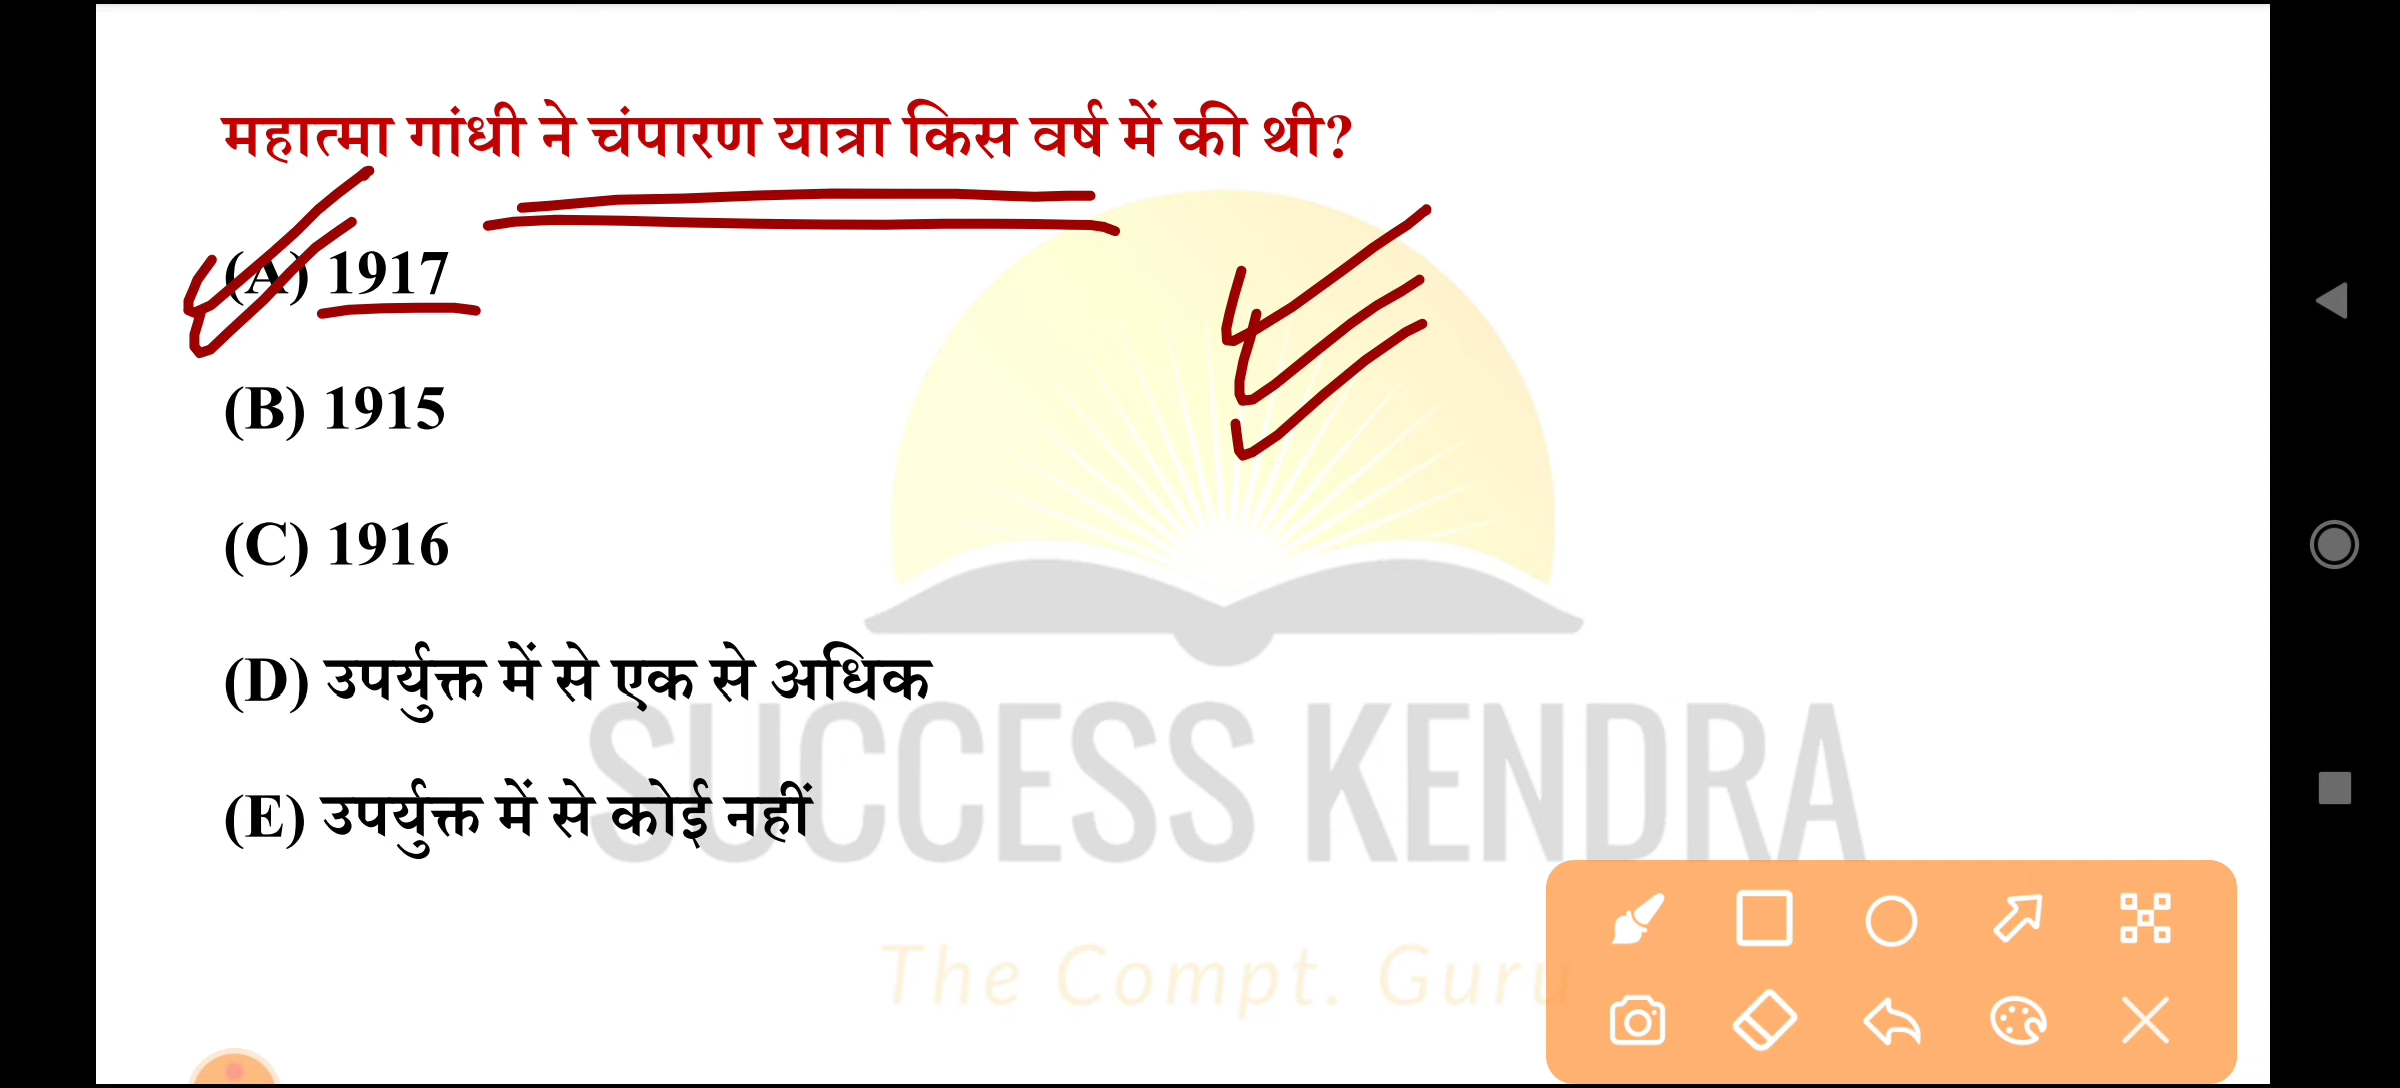 महात्मा गांधी ने चंपारण यात्रा किस वर्ष में की थी?
(A) 1917
(B) 1915
(C) 1916
(D) उपर्युक्त में से एक से अधिक
(E) उपर्युक्त में से कोई नहीं
SUCCESS KENDRA
The Compt. Guru